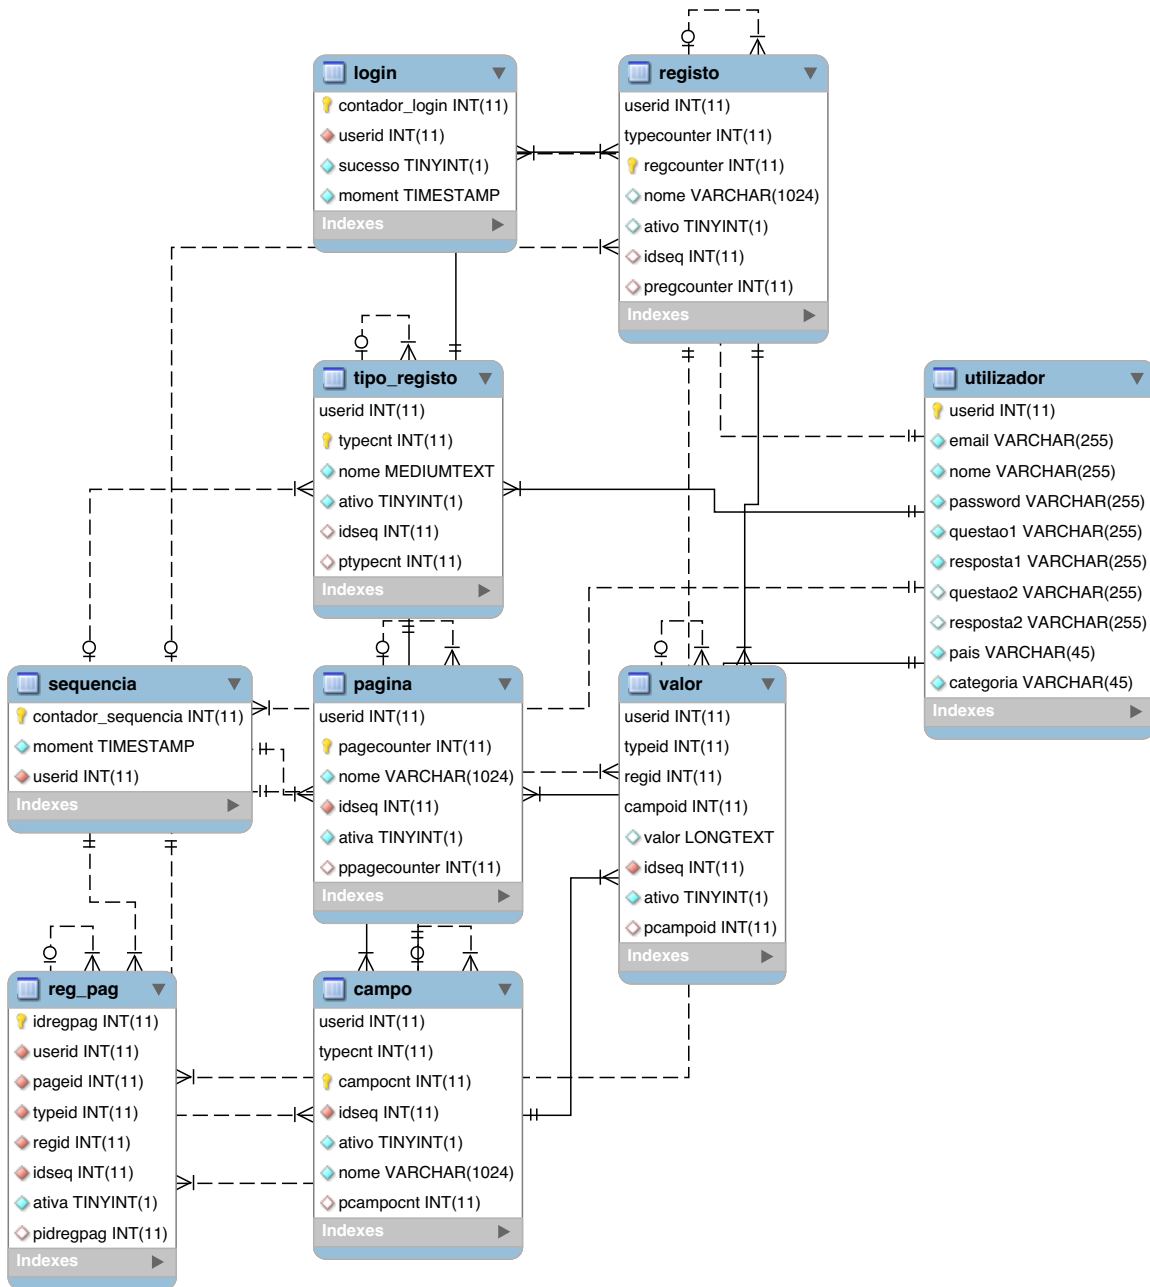 login
contador_login INT(11)
userid INT(11)
sucesso TINYINT(1)
moment TIMESTAMP
Indexes
registo
userid INT(11)
typecounter INT(11)
regcounter INT(11)
nome VARCHAR(1024)
ativo TINYINT(1)
idseq INT(11)
pregcounter INT(11)
Indexes
tipo_registo
userid INT(11)
typecnt INT(11)
nome MEDIUMTEXT
ativo TINYINT(1)
idseq INT(11)
ptypecnt INT(11)
Indexes
utilizador
userid INT(11)
email VARCHAR(255)
nome VARCHAR(255)
password VARCHAR(255)
questao1 VARCHAR(255)
resposta1 VARCHAR(255)
questao2 VARCHAR(255)
resposta2 VARCHAR(255)
pais VARCHAR(45)
categoria VARCHAR(45)
Indexes
sequencia
contador_sequencia INT(11)
moment TIMESTAMP
userid INT(11)
Indexes
pagina
userid INT(11)
pagecounter INT(11)
nome VARCHAR(1024)
idseq INT(11)
ativa TINYINT(1)
ppagecounter INT(11)
Indexes
valor
userid INT(11)
typeid INT(11)
regid INT(11)
campoid INT(11)
valor LONGTEXT
idseq INT(11)
ativo TINYINT(1)
pcampoid INT(11)
Indexes
reg_pag
idregpag INT(11)
userid INT(11)
pageid INT(11)
typeid INT(11)
regid INT(11)
idseq INT(11)
ativa TINYINT(1)
pidregpag INT(11)
Indexes
campo
userid INT(11)
typecnt INT(11)
campocnt INT(11)
idseq INT(11)
ativo TINYINT(1)
nome VARCHAR(1024)
pcampocnt INT(11)
Indexes